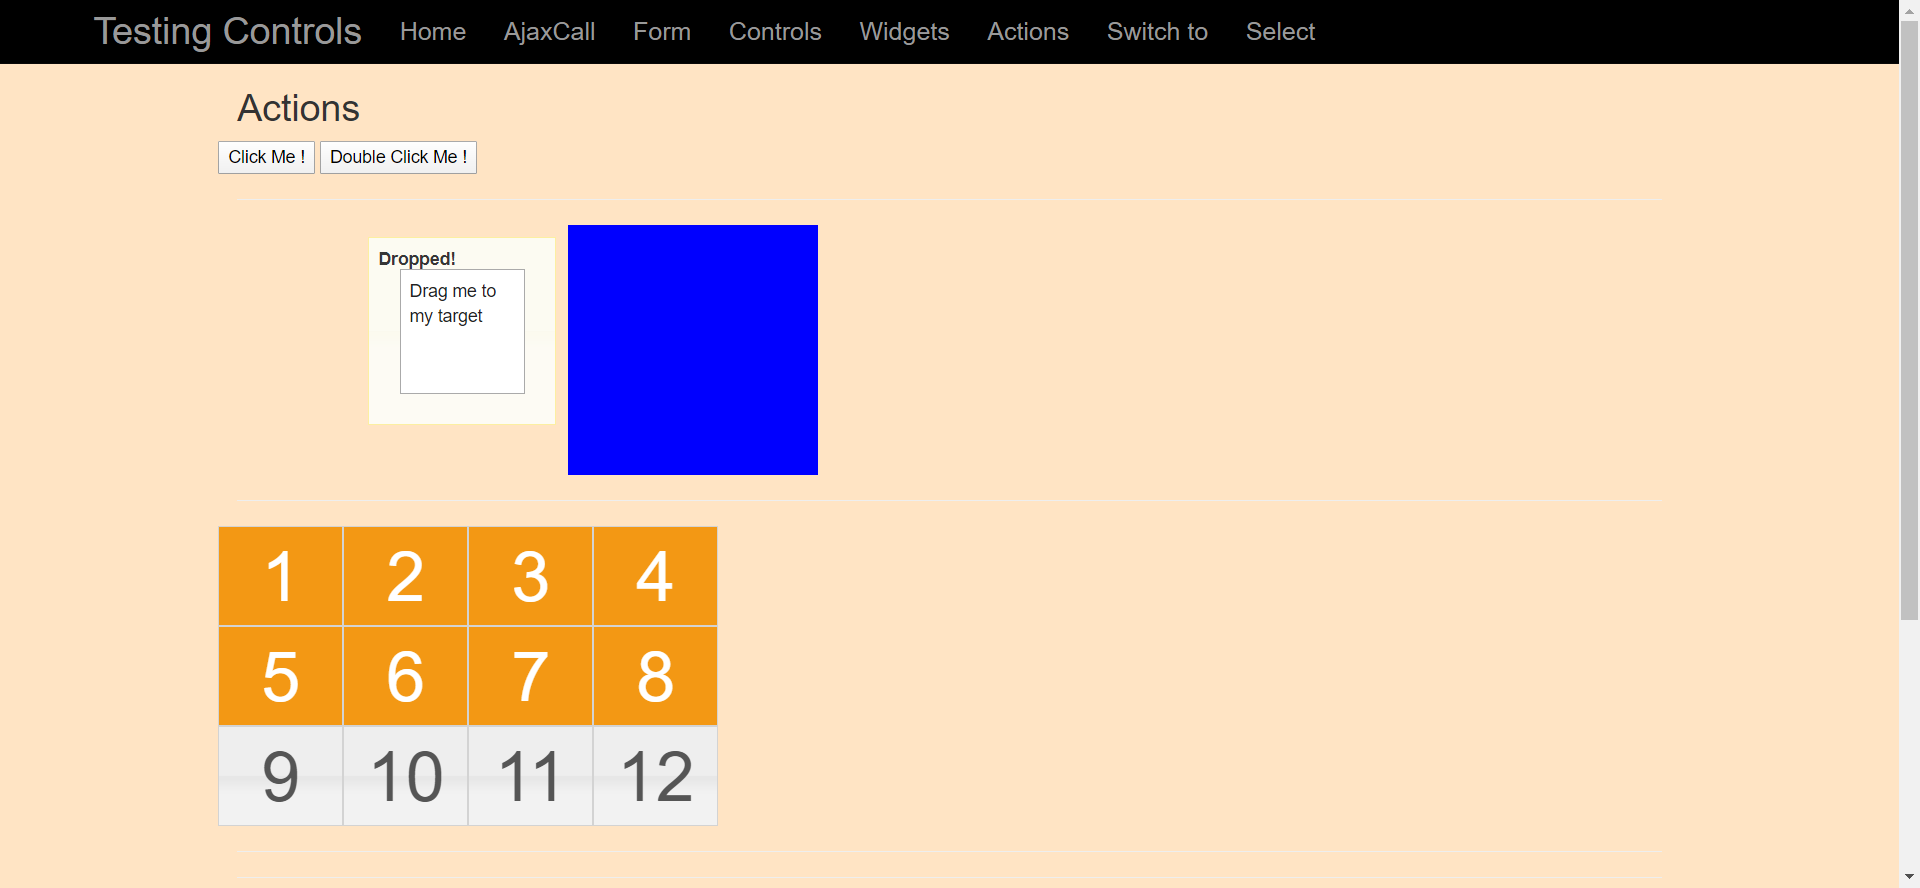 Testing Controls Home AjaxCall Form Controls Widgets Actions Switch to Select
Actions
Click Me ! Double Click Me !
Dropped!
Drag me to
my target
1 2 3 4
5 6 7 8
9 10 11 12